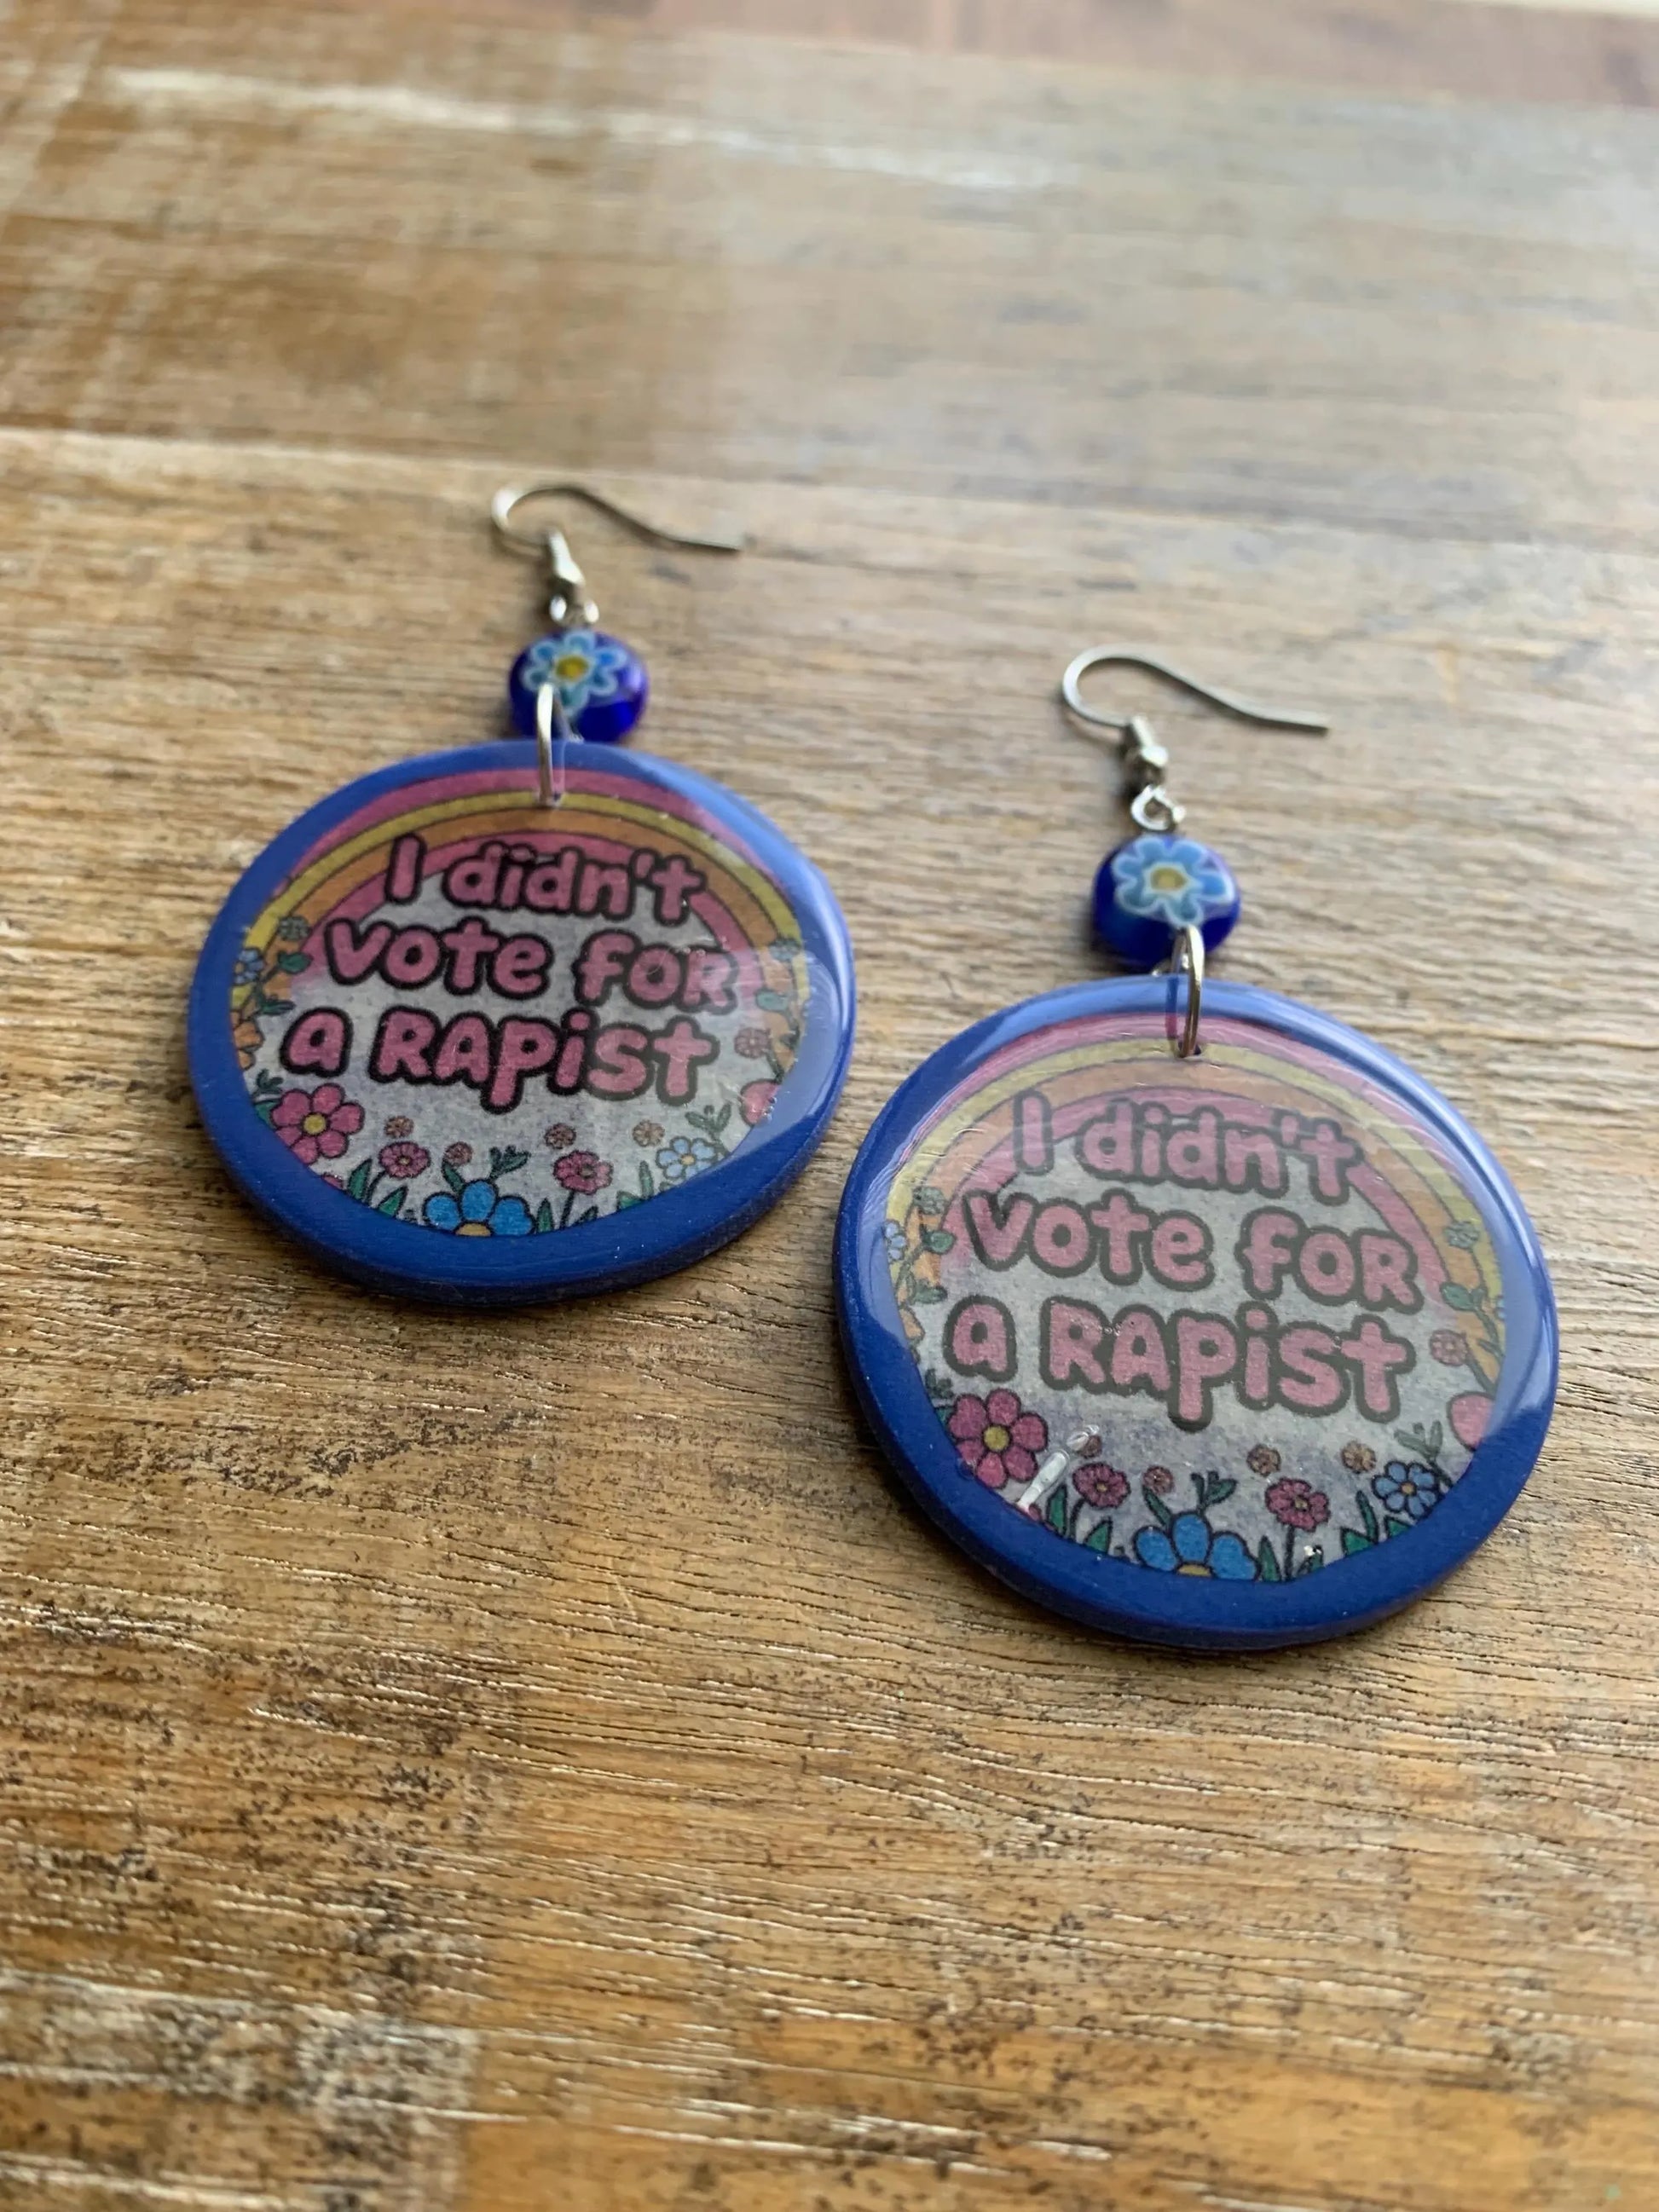 I didn't
vote for
a rapist
I didn't
vote for
a rapist